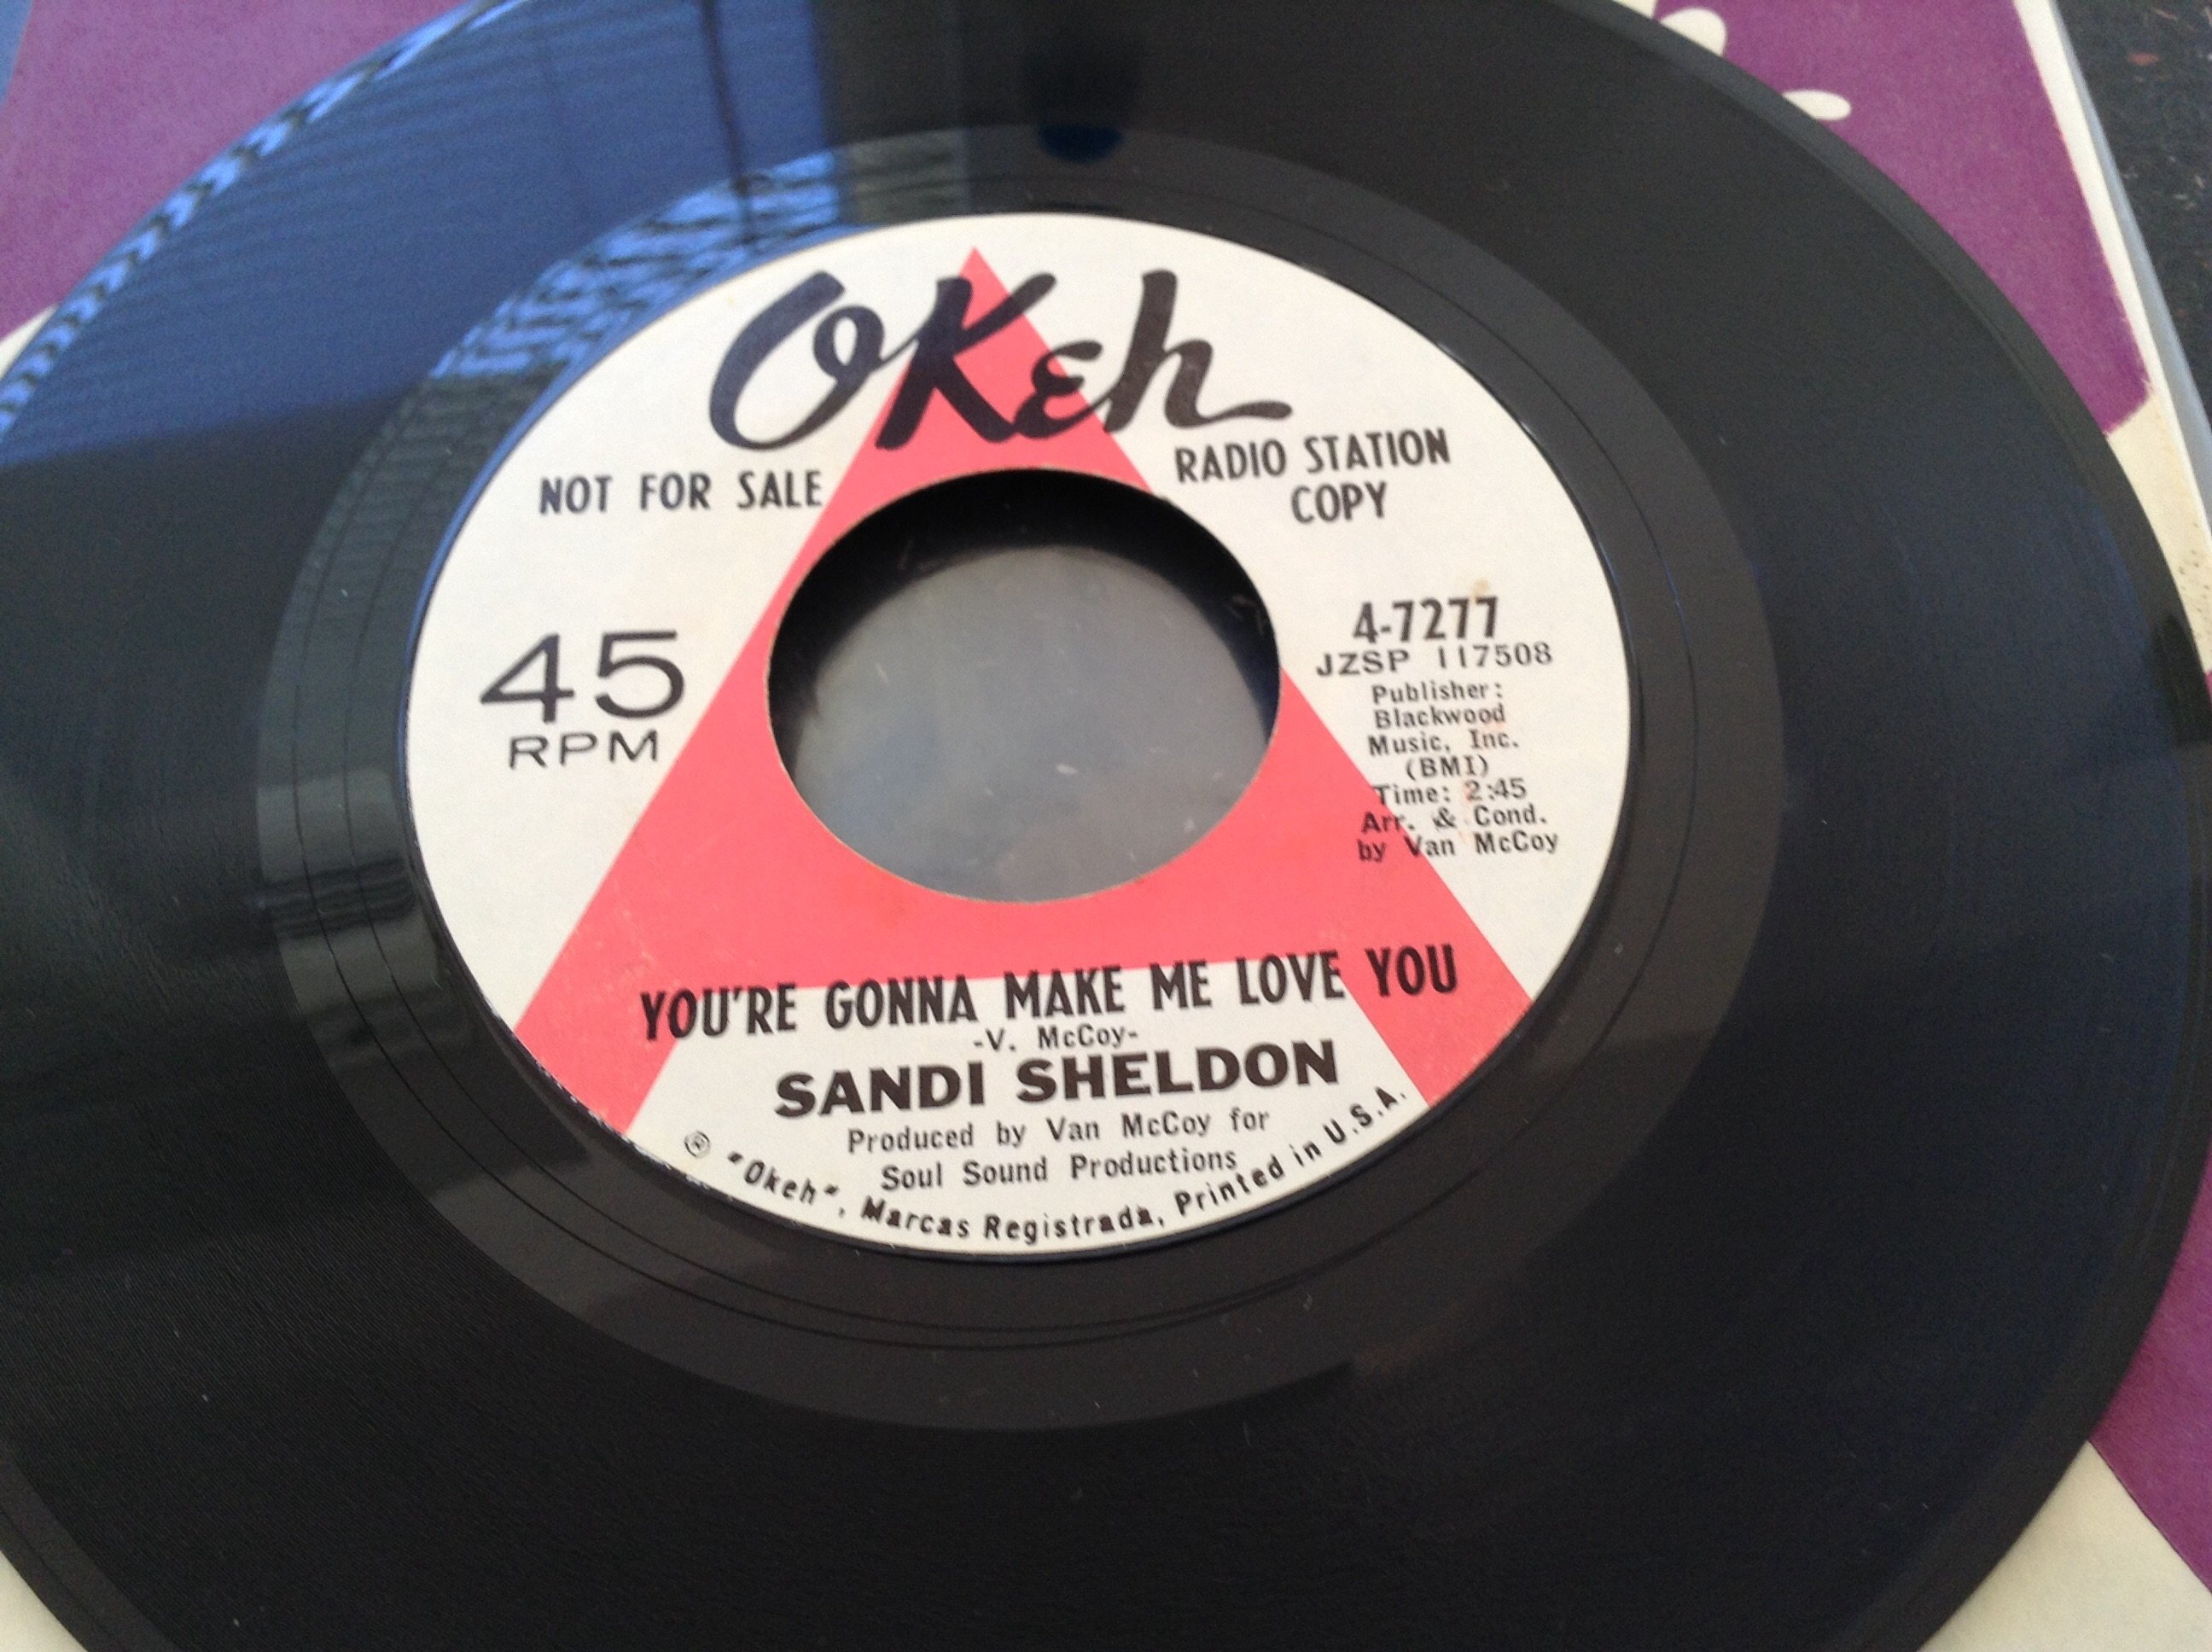 OKeh
NOT FOR SALE
RADIO STATION
COPY
45
RPM
4-7277
JZSP 117508
Publisher:
Blackwood
Music, Inc.
(BMI)
Time: 2:45
Arr. & Cond.
by Van McCoy
YOU'RE GONNA MAKE ME LOVE YOU
-V. McCoy-
SANDI SHELDON
Produced by Van McCoy for
Soul Sound Productions
® "Okeh", Marcas Registrada, Printed in U.S.A.